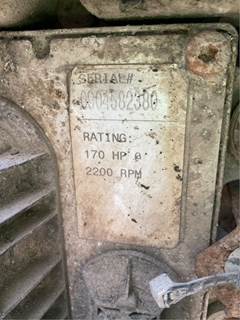 SERIAL#
RATING:
170 HP @
2200 RPM